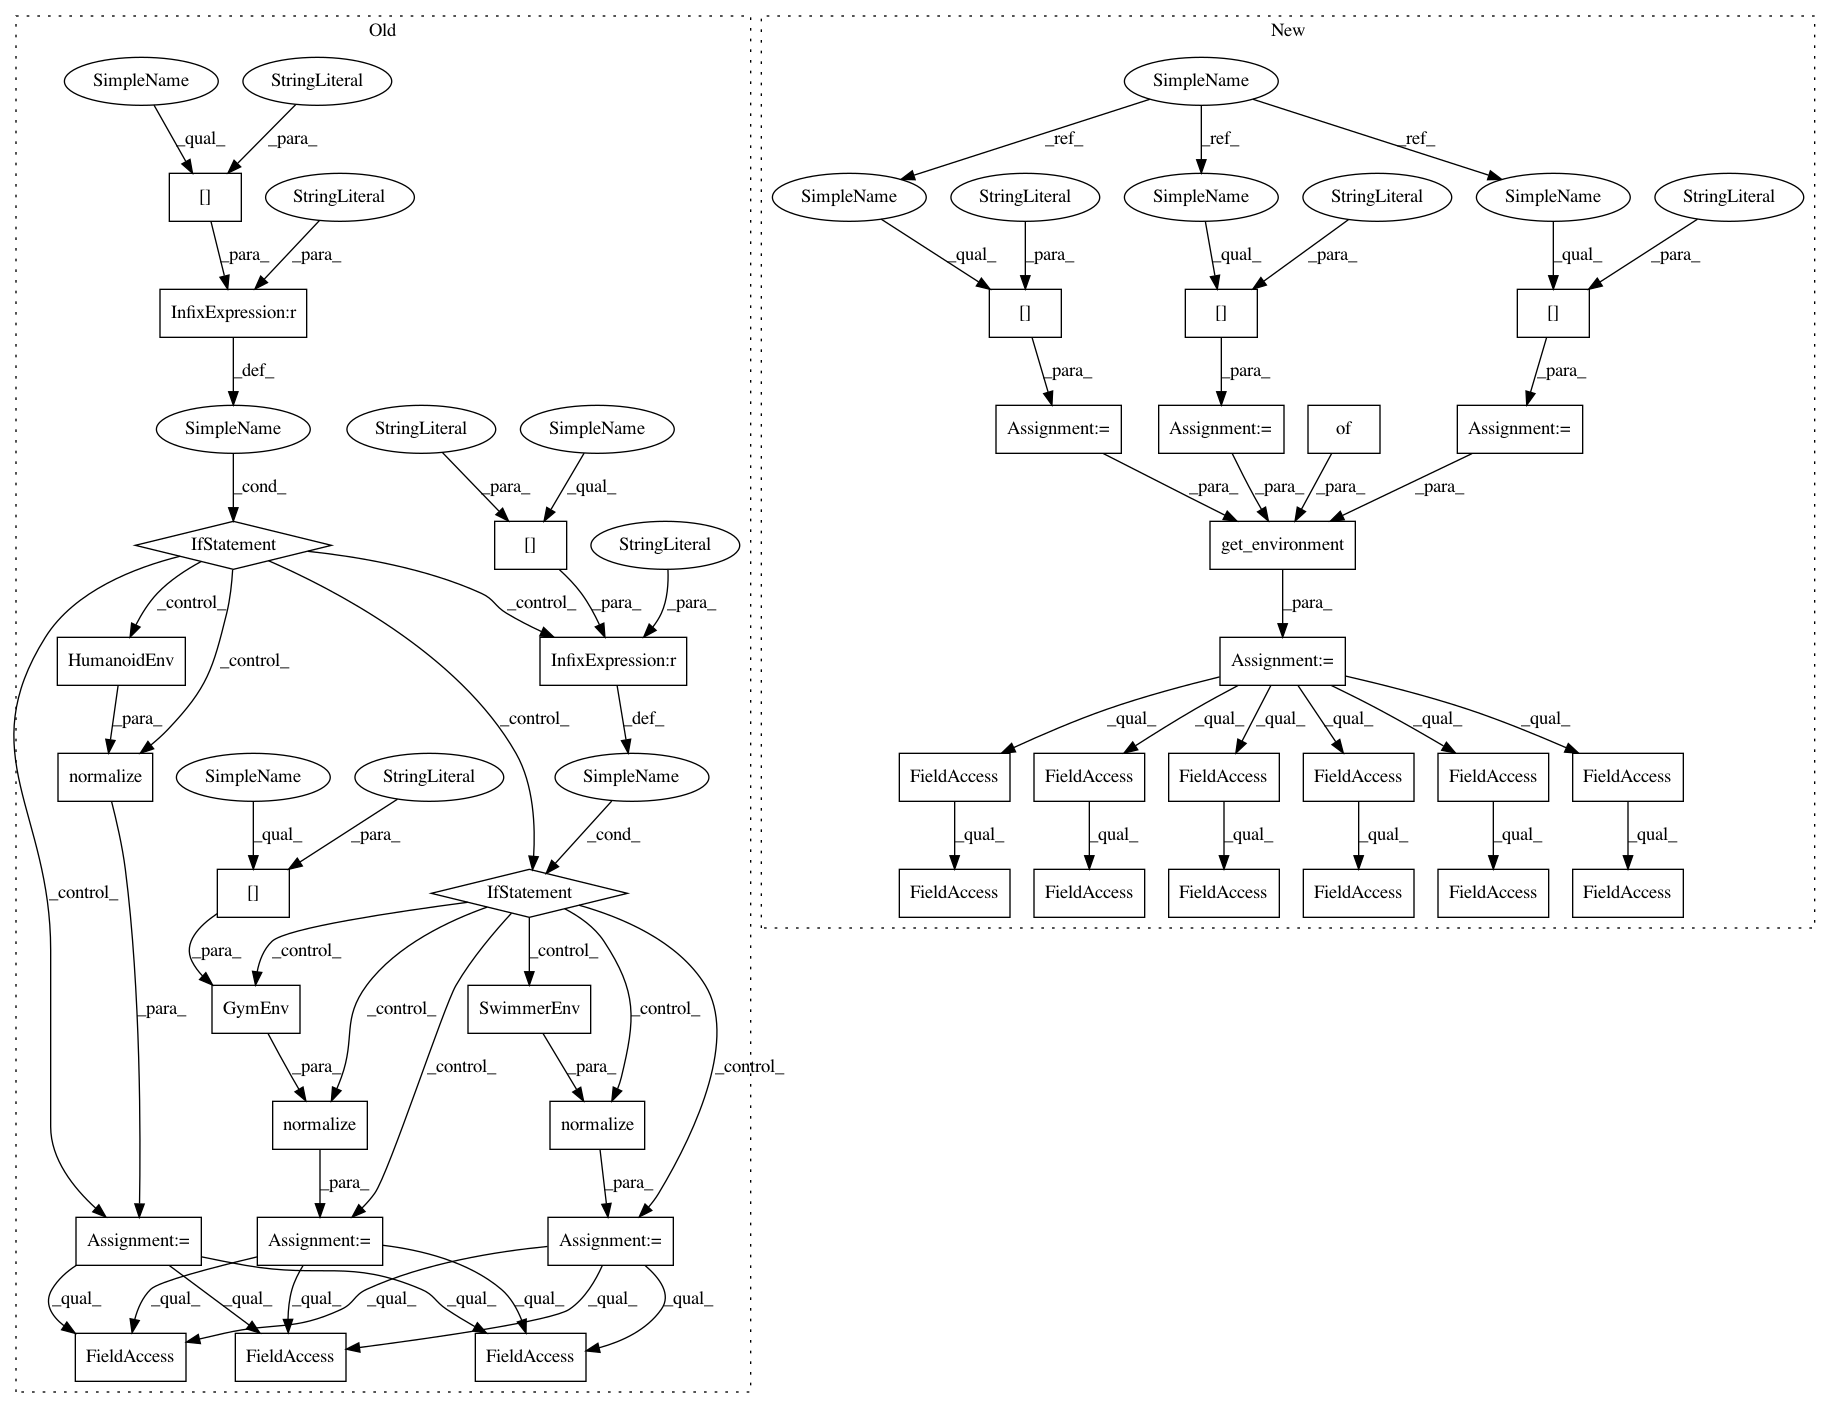 Old
SimpleName
StringLiteral
_qual_
_para_
[]
StringLiteral
_para_
_para_
InfixExpression:r
_def_
SimpleName
StringLiteral
SimpleName
_cond_
_para_
_qual_
IfStatement
[]
StringLiteral
_control_
_control_
_para_
_para_
HumanoidEnv
_control_
InfixExpression:r
_para_
_control_
_def_
normalize
SimpleName
StringLiteral
SimpleName
_qual_
_para_
_cond_
_control_
[]
IfStatement
_para_
_control_
_control_
GymEnv
SwimmerEnv
_para_
_control_
_control_
_para_
_control_
_para_
_control_
normalize
normalize
_para_
_para_
Assignment:=
Assignment:=
Assignment:=
_qual_
_qual_
_qual_
_qual_
_qual_
_qual_
_qual_
_qual_
_qual_
FieldAccess
FieldAccess
FieldAccess
New
SimpleName
_ref_
_ref_
_ref_
SimpleName
StringLiteral
SimpleName
StringLiteral
SimpleName
StringLiteral
_qual_
_para_
_qual_
_para_
_qual_
_para_
[]
[]
[]
_para_
_para_
_para_
Assignment:=
Assignment:=
of
Assignment:=
_para_
_para_
_para_
_para_
get_environment
_para_
Assignment:=
_qual_
_qual_
_qual_
_qual_
_qual_
_qual_
FieldAccess
FieldAccess
FieldAccess
FieldAccess
FieldAccess
FieldAccess
_qual_
_qual_
_qual_
_qual_
_qual_
_qual_
FieldAccess
FieldAccess
FieldAccess
FieldAccess
FieldAccess
FieldAccess